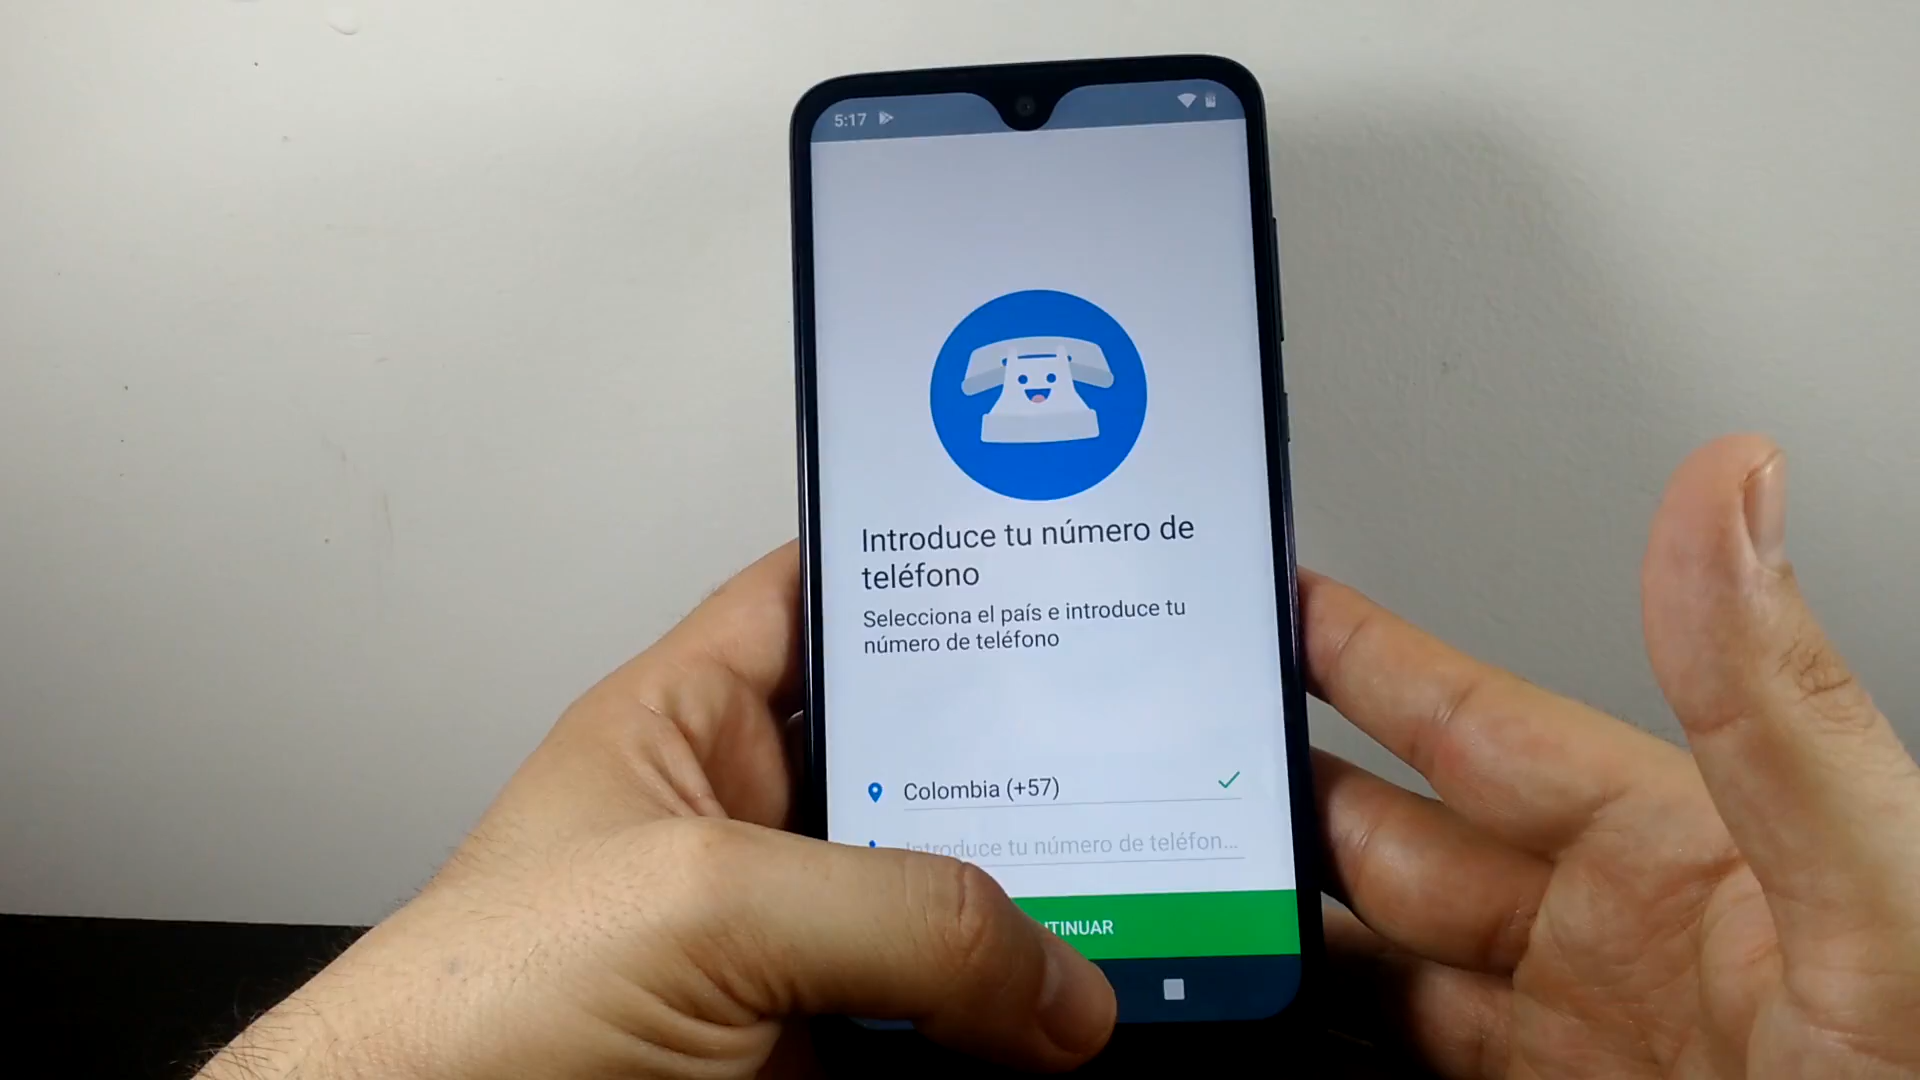 5:17
Introduce tu número de
teléfono
Selecciona el país e introduce tu
número de teléfono
Colombia (+57)
Introduce tu número de teléfon...
TINUAR